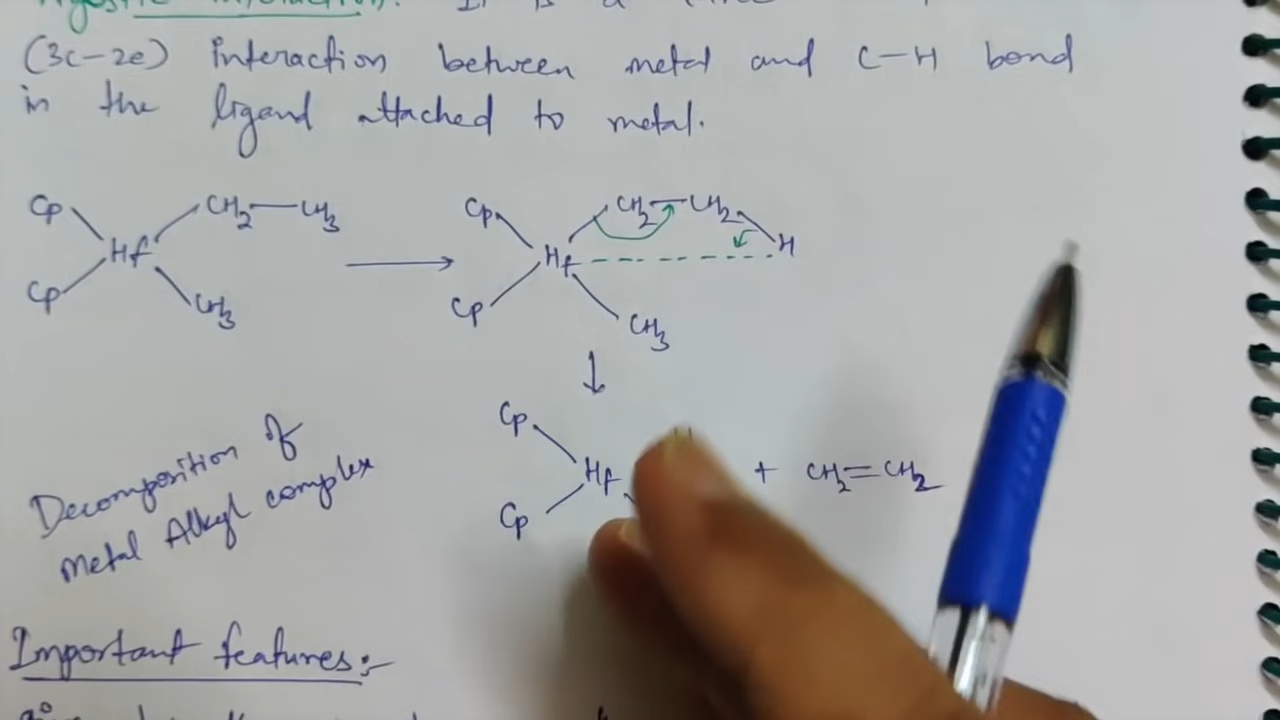 (3c-2e) interaction between metal and C-H bond
in the ligand attached to metal.
Cp CH2-CH3
Hf
Cp CH3
Cp CH2-CH2
Hf H
Cp CH3
Cp
Hf + CH2=CH2
Cp
Decomposition of
Metal Alkyl complex
Important features:-